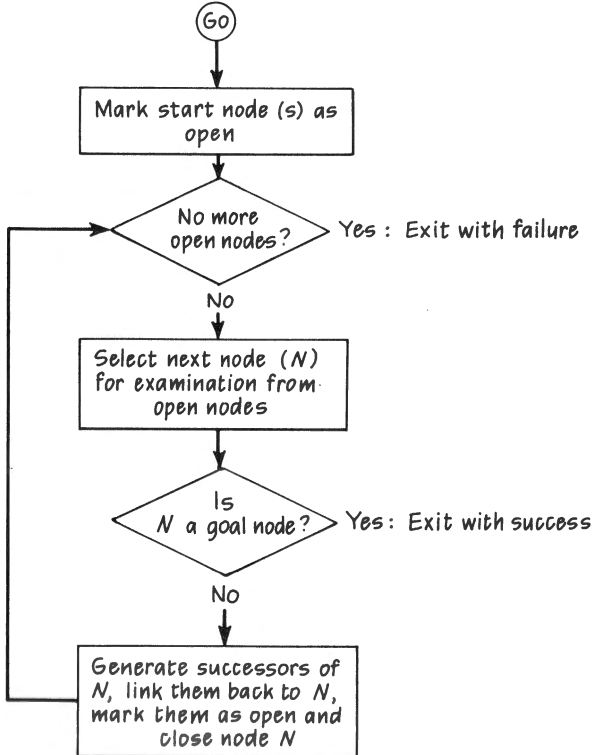 Go
Mark start node (s) as
open
No more
open nodes?
Yes : Exit with failure
No
Select next node (N)
for examination from
open nodes
Is
N a goal node?
Yes : Exit with success
No
Generate successors of
N, link them back to N,
mark them as open and
close node N